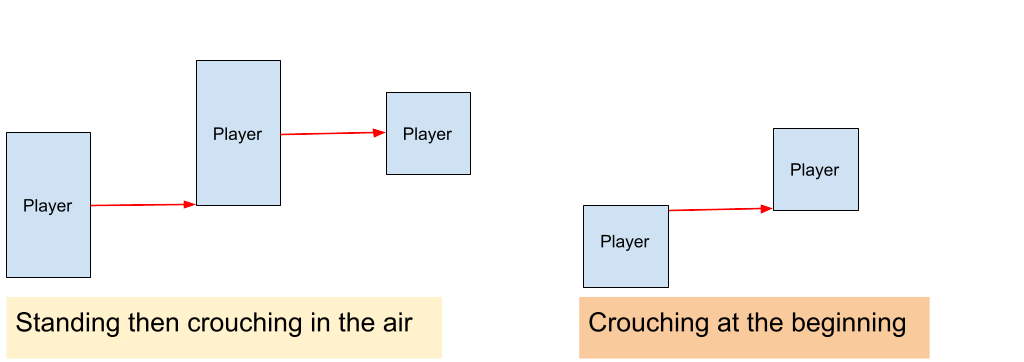 Player
Player
Player
Player
Player
Standing then crouching in the air
Crouching at the beginning